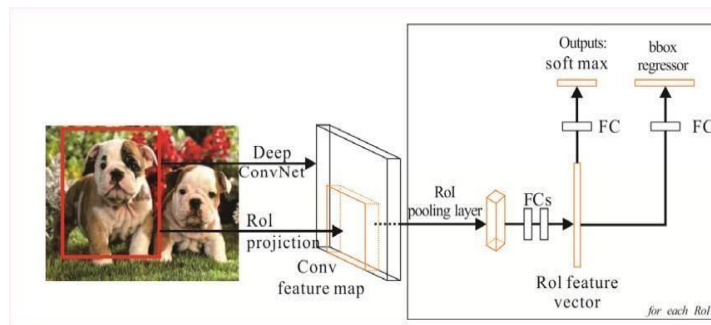 Outputs:
soft max
bbox
regressor
FC
FC
Deep
ConvNet
RoI
projiction
Conv
feature map
RoI
pooling layer
FCs
RoI feature
vector
for each RoI